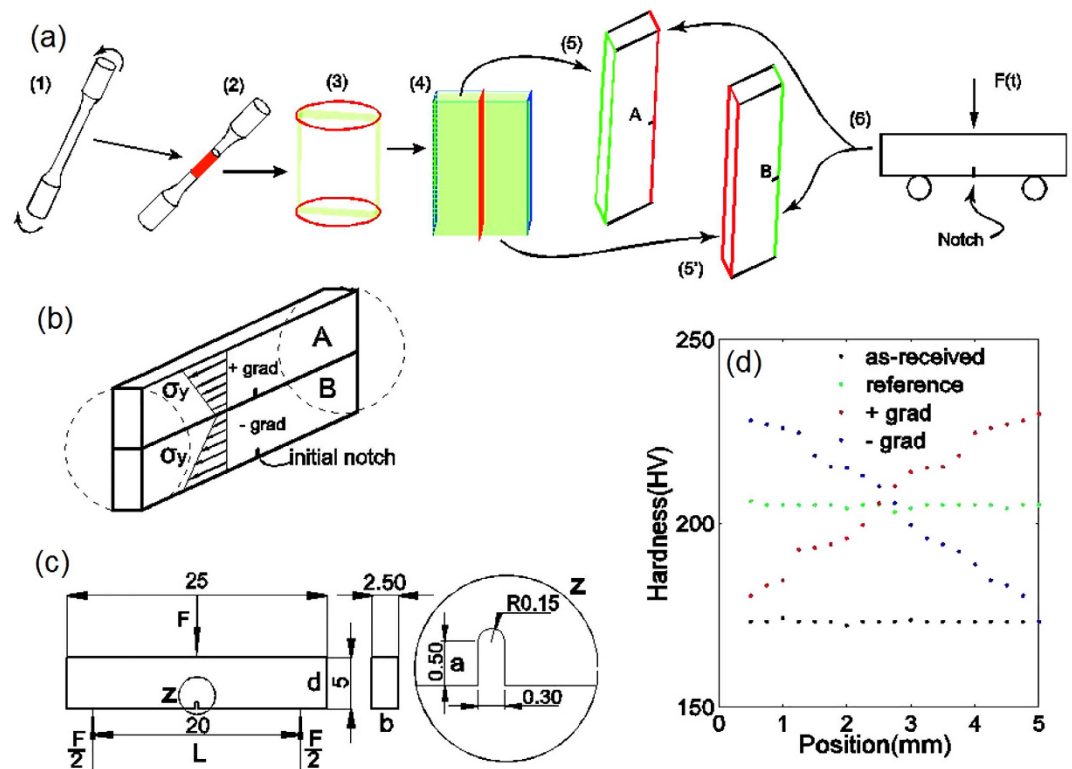 (a)
(1)
(2)
(3)
(4)
(5)
A
(5')
B
(6)
F(t)
Notch
(b)
A
B
σy
+ grad
σy
- grad
initial notch
(c)
25
2.50
F
z
d
5
b
20
L
F
2
F
2
z
R0.15
0.50
a
0.30
(d)
250
200
150
0
1
2
3
4
5
Hardness(HV)
Position(mm)
as-received
reference
+ grad
- grad